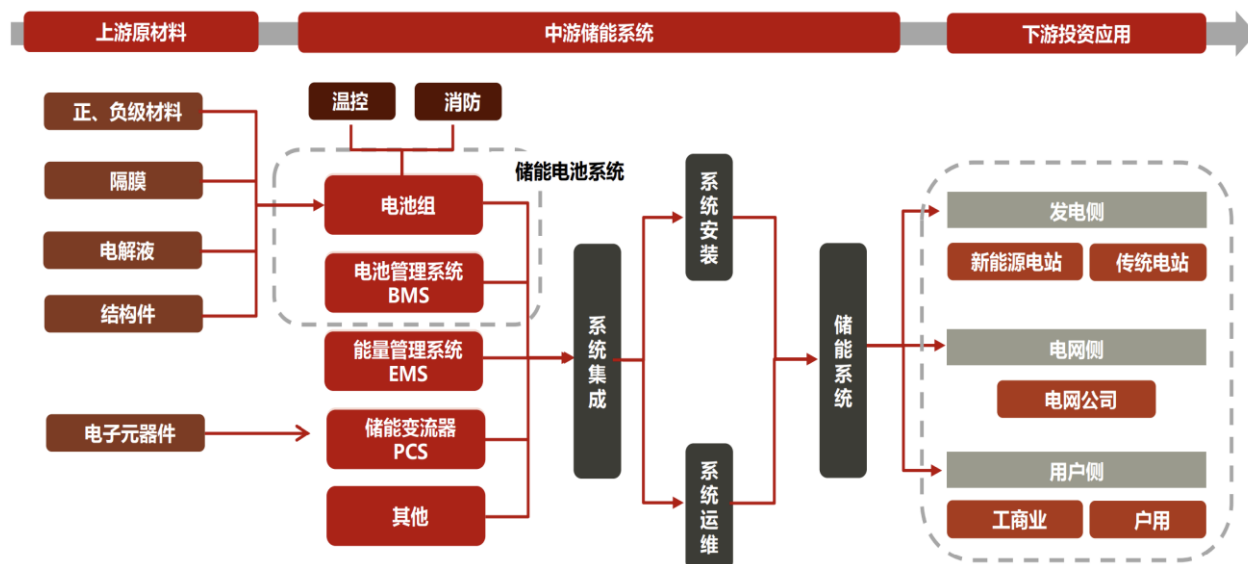 上游原材料
中游储能系统
下游投资应用
正、负级材料
隔膜
电解液
结构件
电子元器件
温控
消防
储能电池系统
电池组
电池管理系统
BMS
能量管理系统
EMS
储能变流器
PCS
其他
系统集成
系统安装
系统运维
储能系统
发电侧
新能源电站
传统电站
电网侧
电网公司
用户侧
工商业
户用